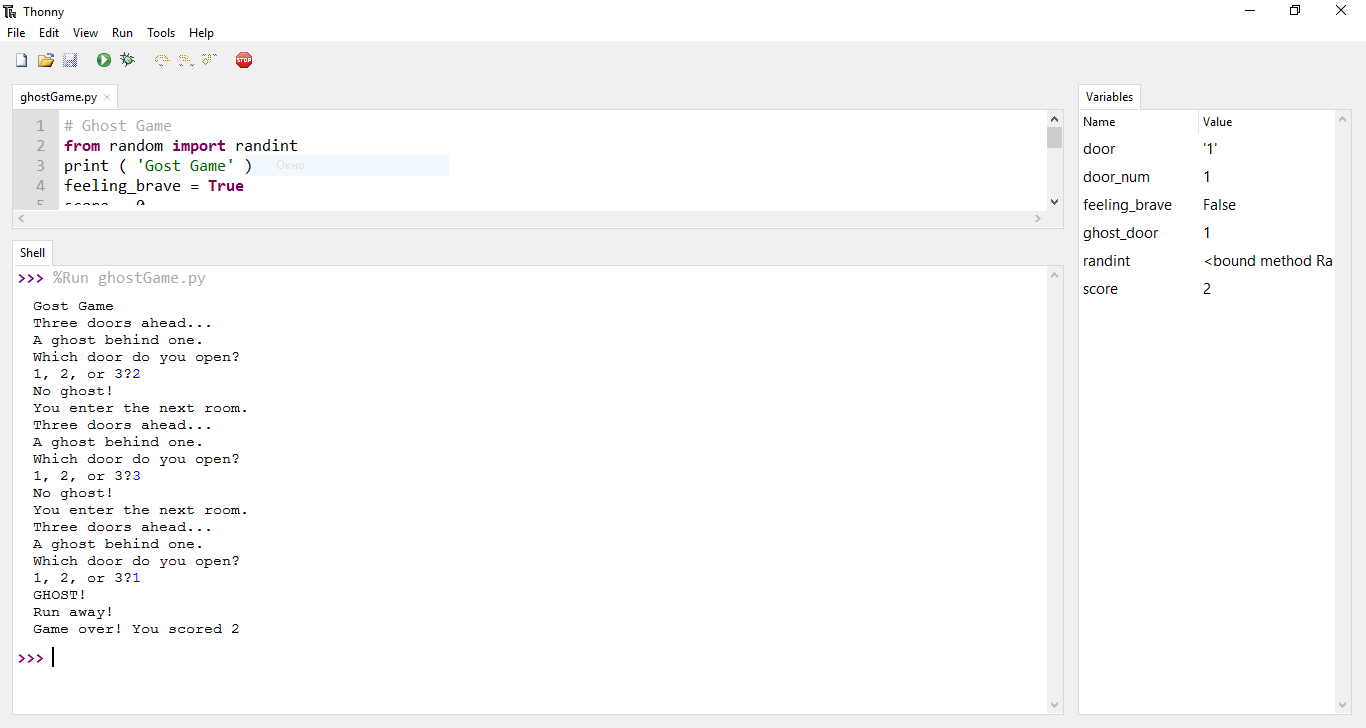 Thonny
File Edit View Run Tools Help
STOP
ghostGame.py ×
1 # Ghost Game
2 from random import randint
3 print ( 'Gost Game' )
Окно
4 feeling_brave = True
Shell
>>> %Run ghostGame.py
Gost Game
Three doors ahead...
A ghost behind one.
Which door do you open?
1, 2, or 3?2
No ghost!
You enter the next room.
Three doors ahead...
A ghost behind one.
Which door do you open?
1, 2, or 3?3
No ghost!
You enter the next room.
Three doors ahead...
A ghost behind one.
Which door do you open?
1, 2, or 3?1
GHOST!
Run away!
Game over! You scored 2
>>>
Variables
Name Value
door '1'
door_num 1
feeling_brave False
ghost_door 1
randint <bound method Ra
score 2